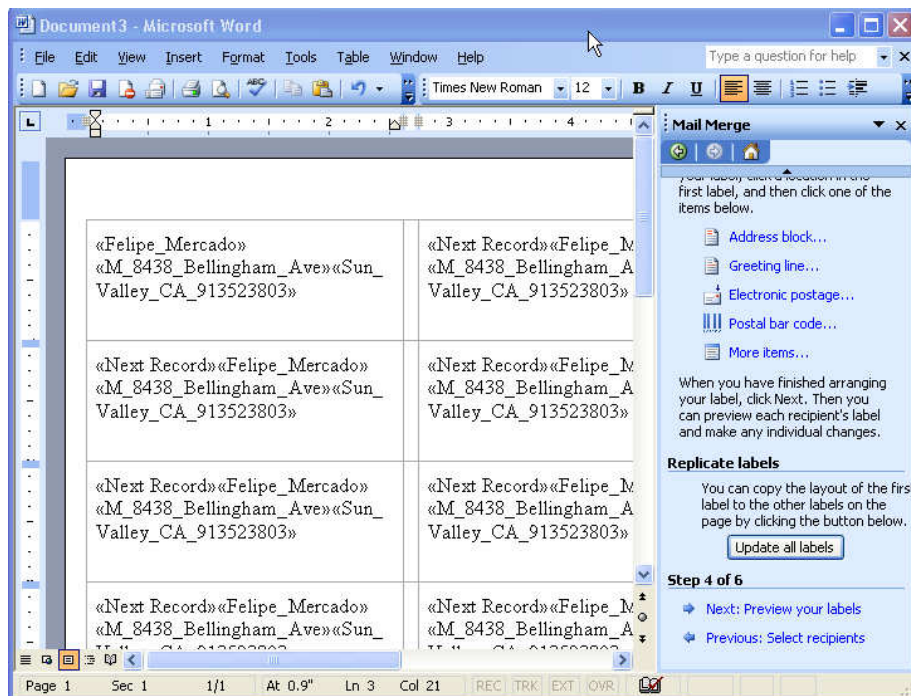 Document3 - Microsoft Word
File Edit View Insert Format Tools Table Window Help
Type a question for help
Times New Roman 12 B I U
L 1 2 3 4
Mail Merge
first label, and then click one of the
items below.
Address block...
Greeting line...
Electronic postage...
Postal bar code...
More items...
When you have finished arranging
your label, click Next. Then you
can preview each recipient's label
and make any individual changes.
Replicate labels
You can copy the layout of the firs
label to the other labels on the
page by clicking the button below.
Update all labels
Step 4 of 6
Next: Preview your labels
Previous: Select recipients
«Felipe_Mercado»
«M_8438_Bellingham_Ave»«Sun_
Valley_CA_913523803»
«Next Record»«Felipe_M
«M_8438_Bellingham_A
Valley_CA_913523803»
«Next Record»«Felipe_Mercado»
«M_8438_Bellingham_Ave»«Sun_
Valley_CA_913523803»
«Next Record»«Felipe_M
«M_8438_Bellingham_A
Valley_CA_913523803»
«Next Record»«Felipe_Mercado»
«M_8438_Bellingham_Ave»«Sun_
Valley_CA_913523803»
«Next Record»«Felipe_M
«M_8438_Bellingham_A
Valley_CA_913523803»
«Next Record»«Felipe_Mercado»
«M_8438_Bellingham_Ave»«Sun_
«Next Record»«Felipe_M
«M_8438_Bellingham_A
Page 1 Sec 1 1/1 At 0.9" Ln 3 Col 21 REC TRK EXT OVR